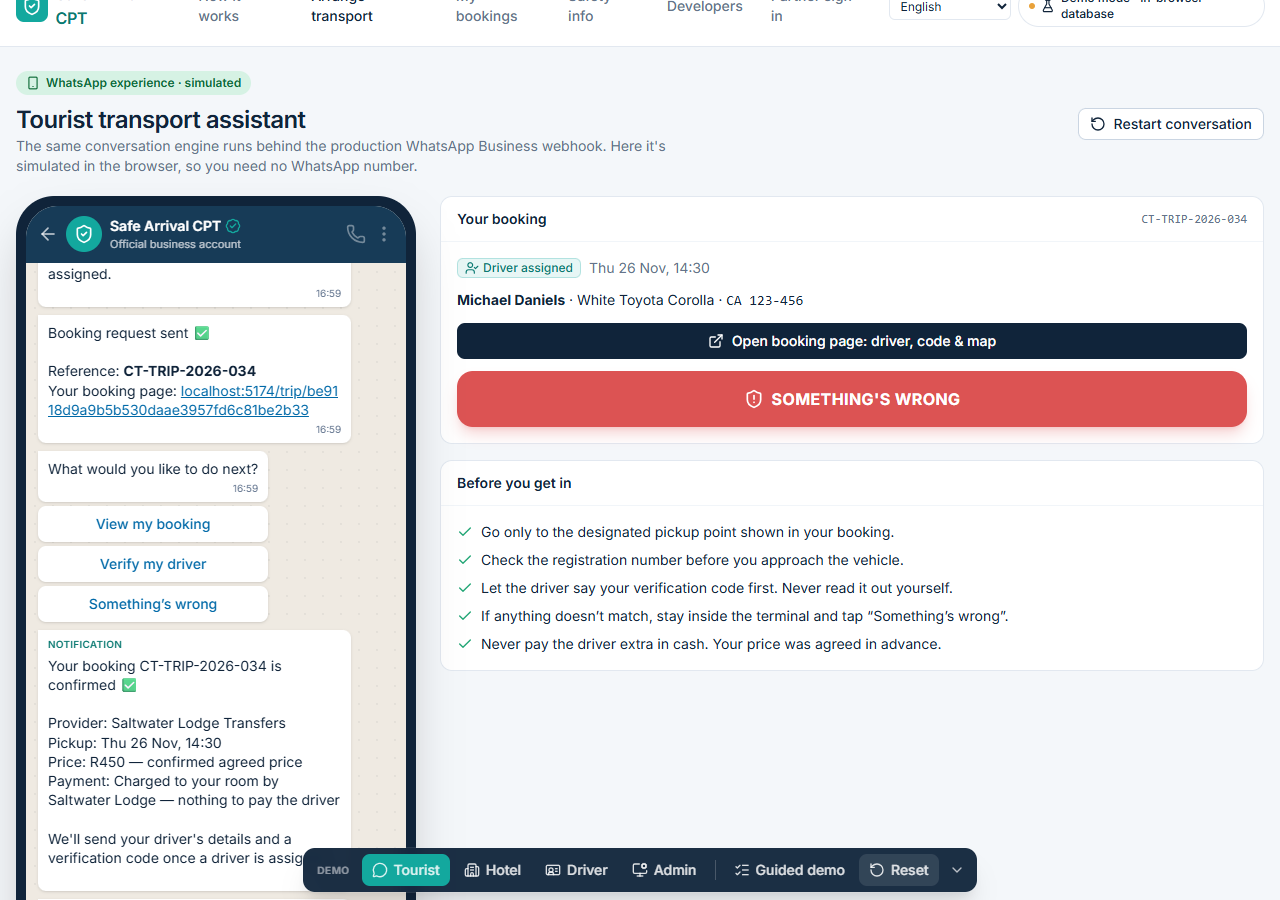 CPT
works
transport
bookings
info
Developers
in
English
database
WhatsApp experience · simulated
Tourist transport assistant
The same conversation engine runs behind the production WhatsApp Business webhook. Here it's
simulated in the browser, so you need no WhatsApp number.
Restart conversation
Safe Arrival CPT
Official business account
assigned.
16:59
Booking request sent ✅
Reference: CT-TRIP-2026-034
Your booking page: localhost:5174/trip/be91
18d9a9b5b530daae3957fd6c81be2b33
16:59
What would you like to do next?
16:59
View my booking
Verify my driver
Something’s wrong
NOTIFICATION
Your booking CT-TRIP-2026-034 is
confirmed ✅
Provider: Saltwater Lodge Transfers
Pickup: Thu 26 Nov, 14:30
Price: R450 — confirmed agreed price
Payment: Charged to your room by
Saltwater Lodge — nothing to pay the driver
We'll send your driver's details and a
verification code once a driver is assig
Your booking
CT-TRIP-2026-034
Driver assigned
Thu 26 Nov, 14:30
Michael Daniels · White Toyota Corolla · CA 123-456
Open booking page: driver, code & map
SOMETHING'S WRONG
Before you get in
Go only to the designated pickup point shown in your booking.
Check the registration number before you approach the vehicle.
Let the driver say your verification code first. Never read it out yourself.
If anything doesn’t match, stay inside the terminal and tap “Something’s wrong”.
Never pay the driver extra in cash. Your price was agreed in advance.
DEMO
Tourist
Hotel
Driver
Admin
Guided demo
Reset